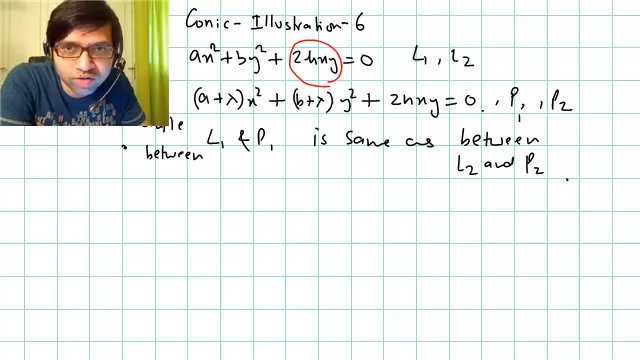 Conic - Illustration - 6
ax² + by² + 2hxy = 0 L₁, L₂
(a+λ)x² + (b+λ)y² + 2hxy = 0. , P₁ , P₂
between L₁ & P₁ is same as between
L₂ and P₂.